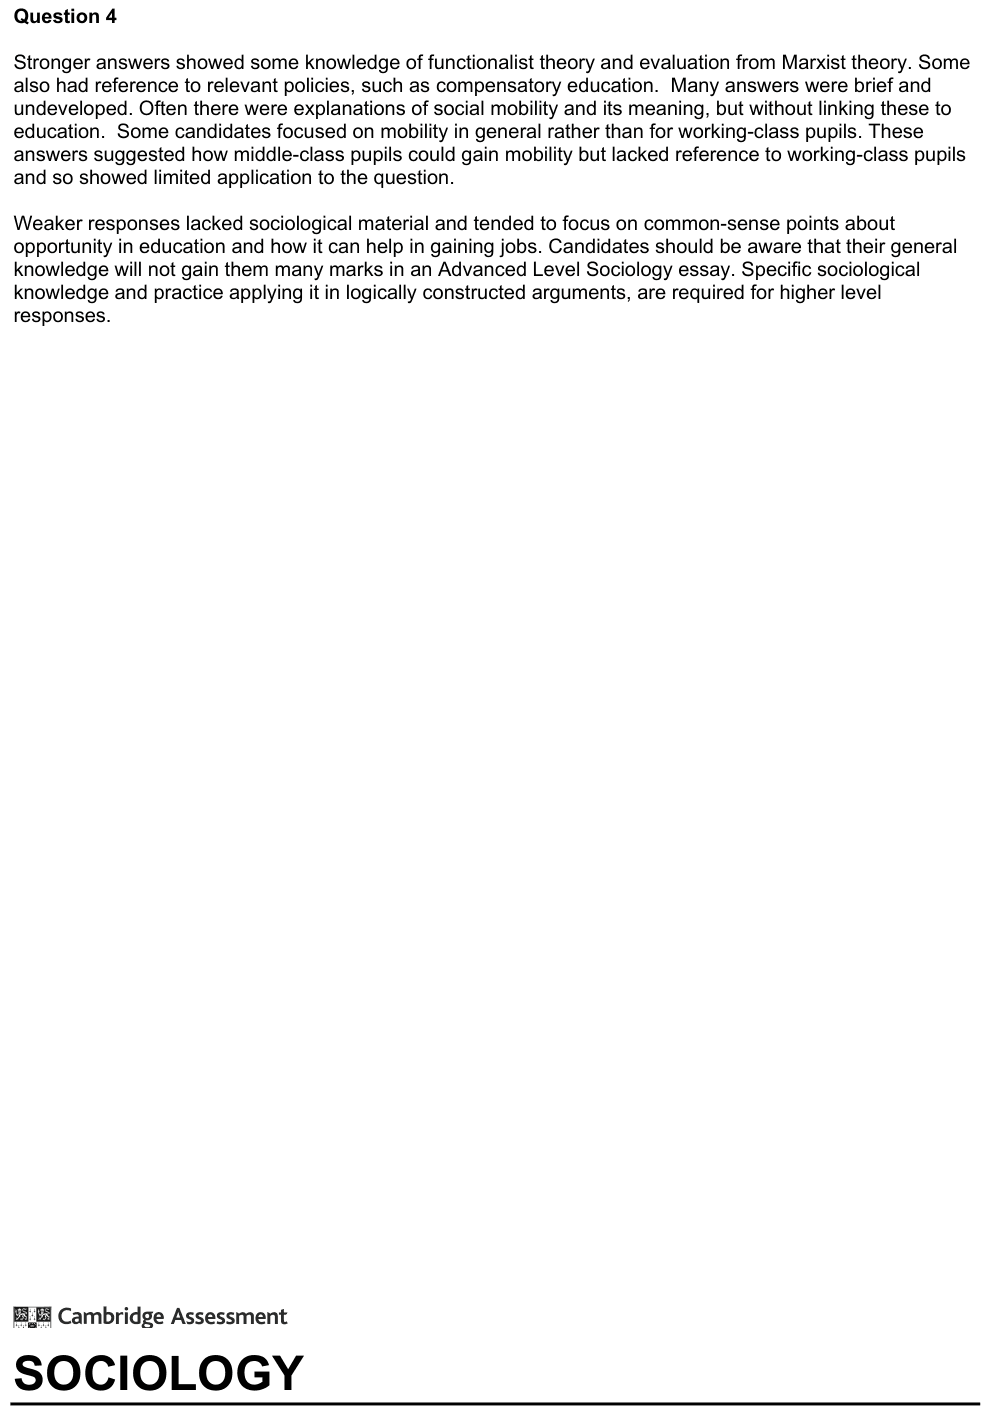 Question 4
Stronger answers showed some knowledge of functionalist theory and evaluation from Marxist theory. Some
also had reference to relevant policies, such as compensatory education.  Many answers were brief and
undeveloped. Often there were explanations of social mobility and its meaning, but without linking these to
education.  Some candidates focused on mobility in general rather than for working-class pupils. These
answers suggested how middle-class pupils could gain mobility but lacked reference to working-class pupils
and so showed limited application to the question.
Weaker responses lacked sociological material and tended to focus on common-sense points about
opportunity in education and how it can help in gaining jobs. Candidates should be aware that their general
knowledge will not gain them many marks in an Advanced Level Sociology essay. Specific sociological
knowledge and practice applying it in logically constructed arguments, are required for higher level
responses.
Cambridge Assessment
SOCIOLOGY